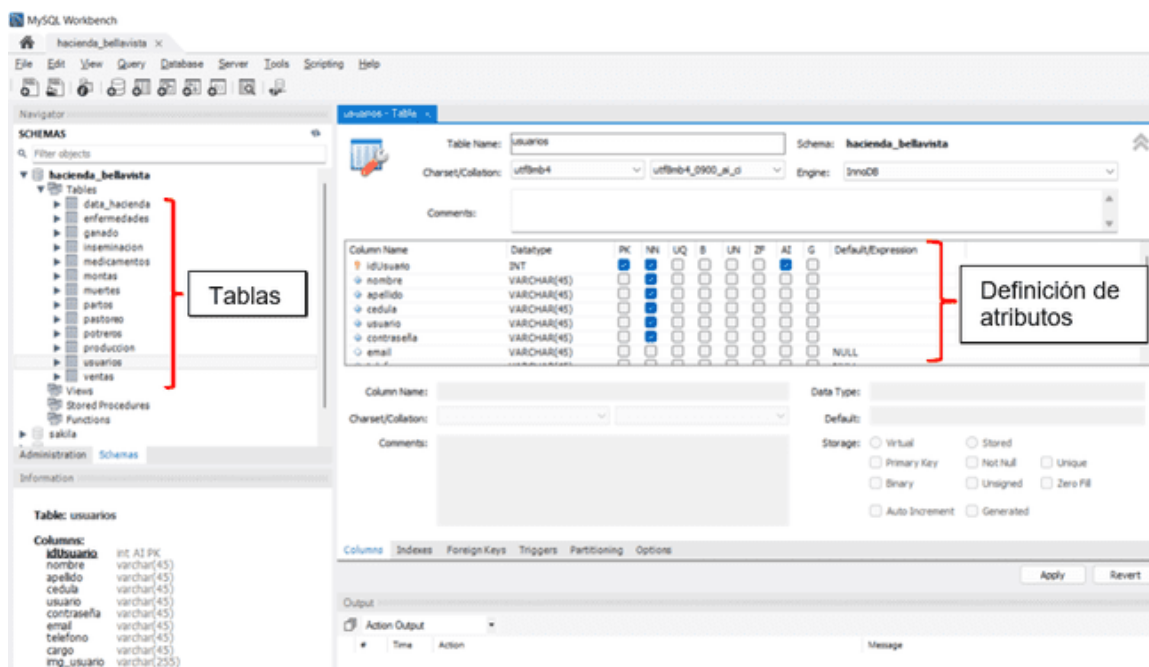 MySQL Workbench
hacienda_bellavista
File Edit View Query Database Server Tools Scripting Help
Navigator
SCHEMAS
Filter objects
hacienda_bellavista
Tables
data_hacienda
enfermedades
ganado
inseminacion
medicamentos
montas
muertes
partos
pastoreo
potreros
produccion
usuarios
ventas
Views
Stored Procedures
Functions
sakila
Administration Schemas
Tablas
Information
Table: usuarios
Columns:
idUsuario int AI PK
nombre varchar(45)
apellido varchar(45)
cedula varchar(45)
usuario varchar(45)
contraseña varchar(45)
email varchar(45)
telefono varchar(45)
cargo varchar(45)
img_usuario varchar(255)
usuarios - Table
Table Name: usuarios Schema: hacienda_bellavista
Charset/Collation: utf8mb4 utf8mb4_0900_ai_ci Engine: InnoDB
Comments:
Column Name Datatype PK NN UQ B UN ZF AI G Default/Expression
idUsuario INT
nombre VARCHAR(45)
apellido VARCHAR(45)
cedula VARCHAR(45)
usuario VARCHAR(45)
contraseña VARCHAR(45)
email VARCHAR(45) NULL
Definición de
atributos
Column Name: Data Type:
Charset/Collation: Default:
Comments: Storage: Virtual Stored
Primary Key Not Null Unique
Binary Unsigned Zero Fill
Auto Increment Generated
Columns Indexes Foreign Keys Triggers Partitioning Options
Apply Revert
Output
Action Output
# Time Action Message